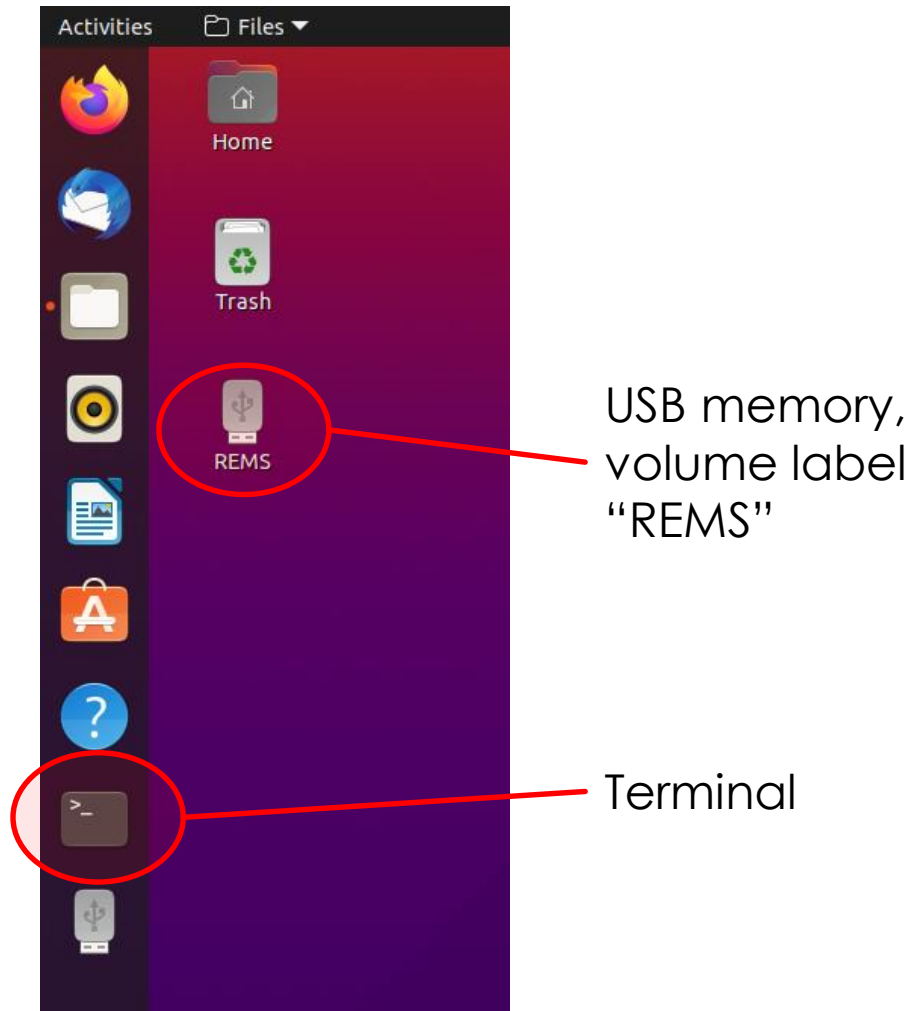 Activities
Files
Home
Trash
REMS
USB memory,
volume label
“REMS”
?
>_
Terminal